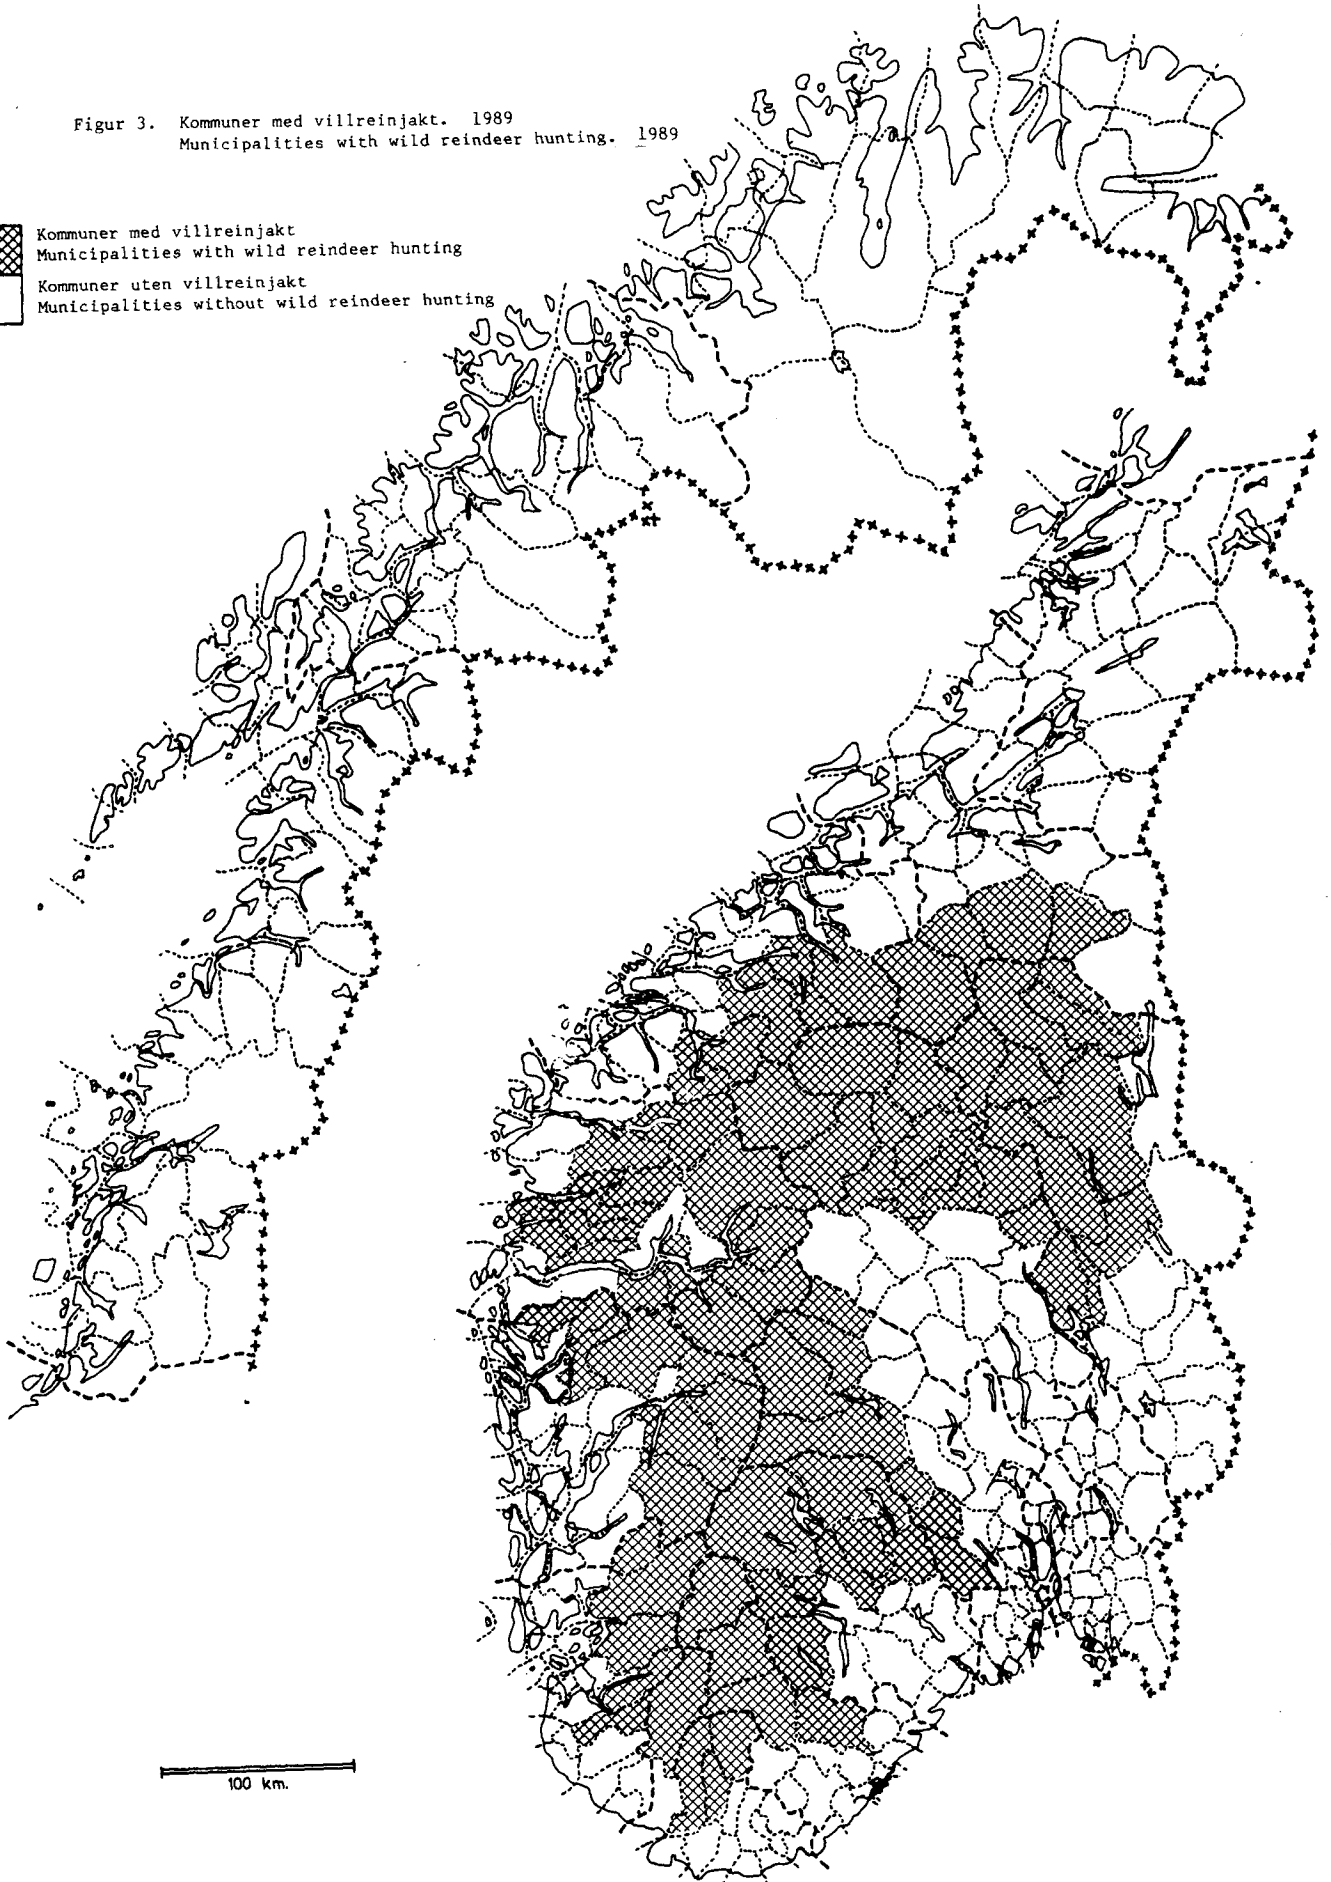 Figur 3. Kommuner med villreinjakt. 1989
Municipalities with wild reindeer hunting. 1989
Kommuner med villreinjakt
Municipalities with wild reindeer hunting
Kommuner uten villreinjakt
Municipalities without wild reindeer hunting
100 km.